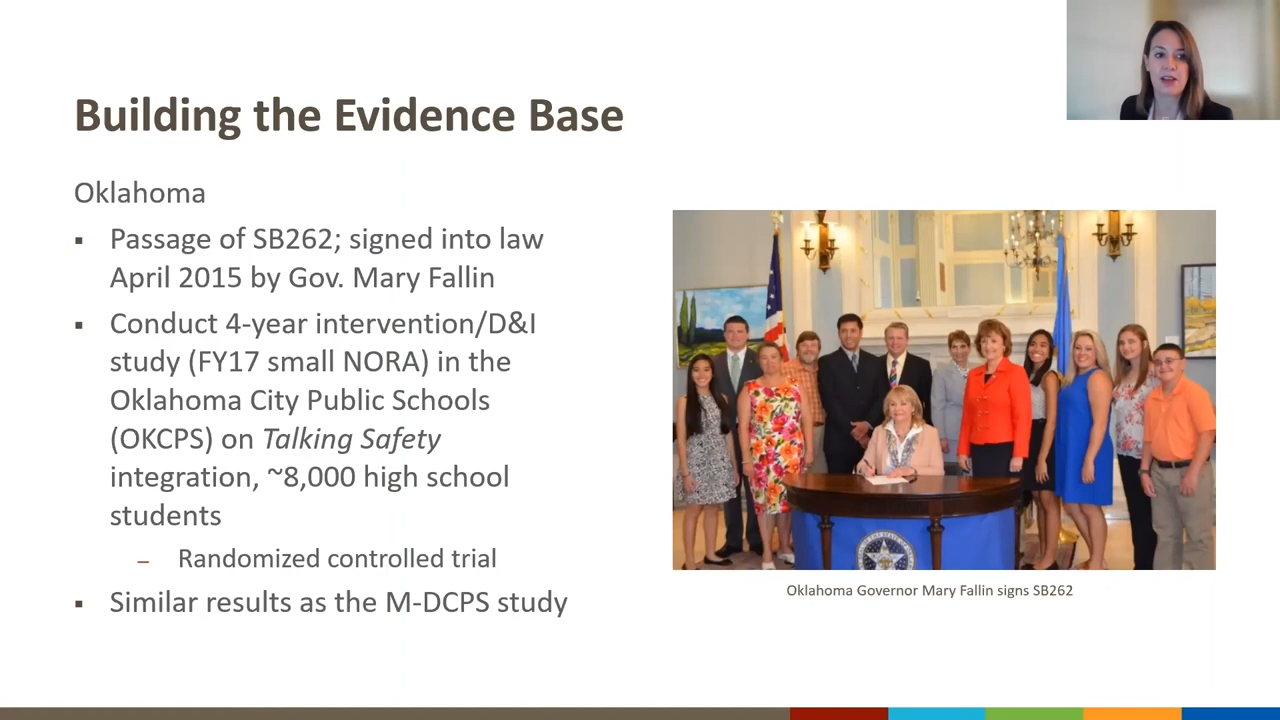 Building the Evidence Base
Oklahoma
▪ Passage of SB262; signed into law
April 2015 by Gov. Mary Fallin
▪ Conduct 4-year intervention/D&I
study (FY17 small NORA) in the
Oklahoma City Public Schools
(OKCPS) on Talking Safety
integration, ~8,000 high school
students
– Randomized controlled trial
▪ Similar results as the M-DCPS study
Oklahoma Governor Mary Fallin signs SB262